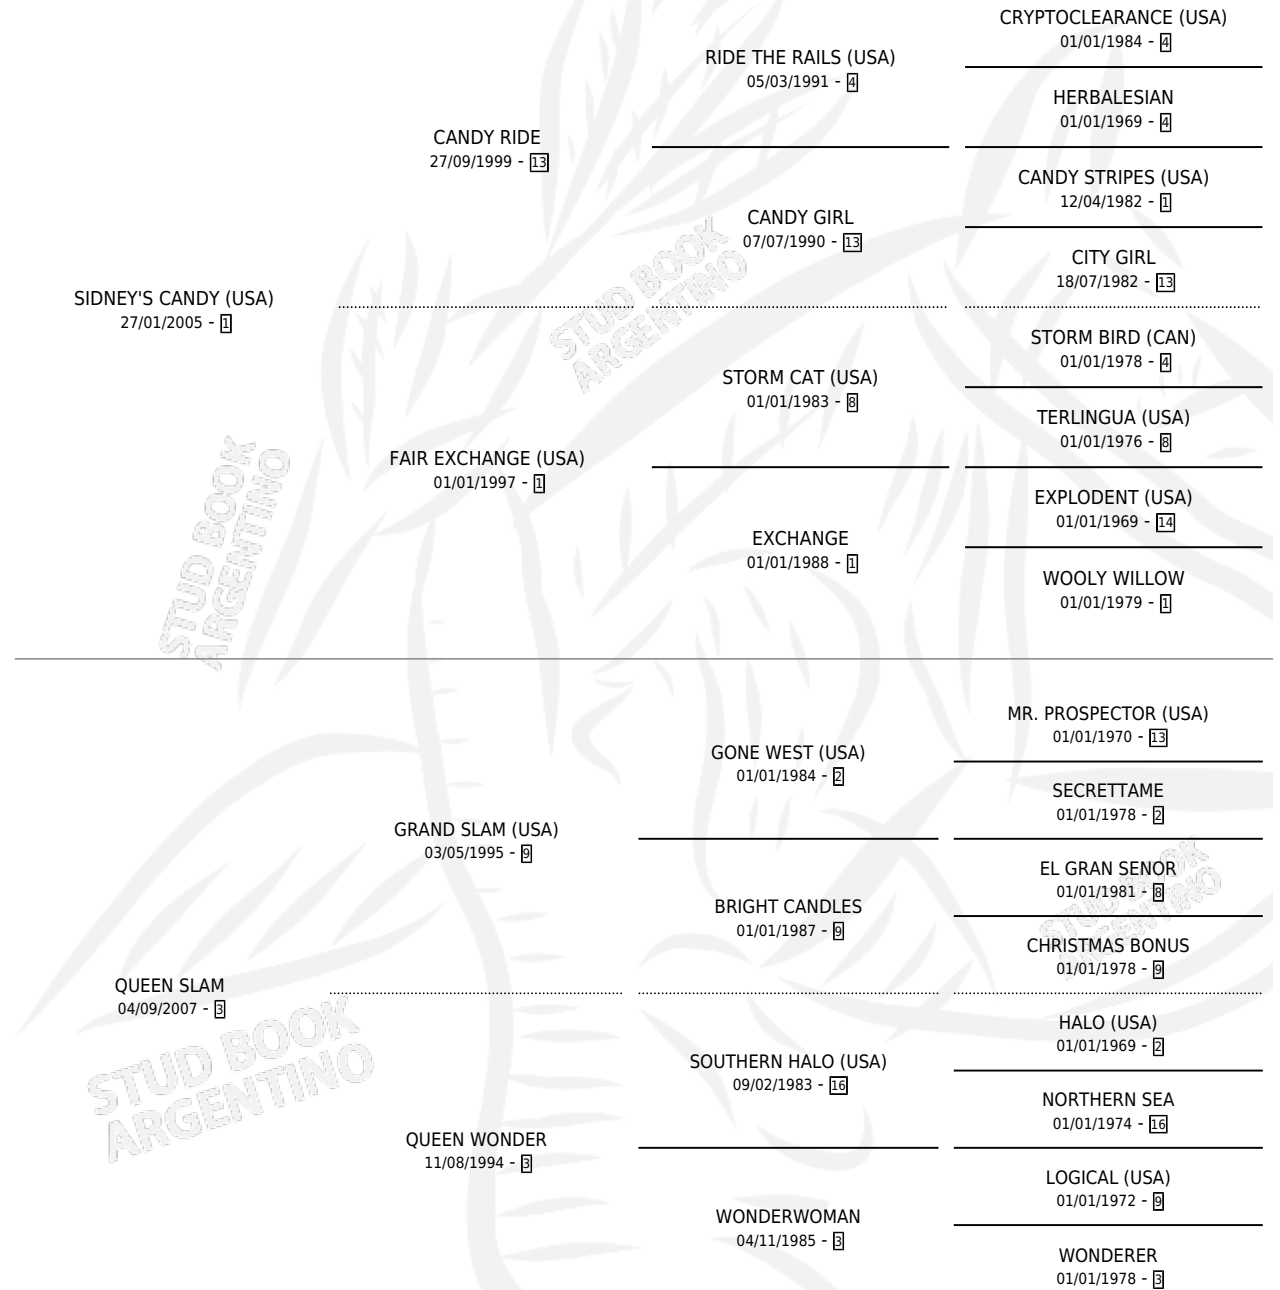 CRYPTOCLEARANCE (USA)
01/01/1984 - 4
RIDE THE RAILS (USA)
05/03/1991 - 4
HERBALESIAN
01/01/1969 - 4
CANDY RIDE
27/09/1999 - 13
CANDY STRIPES (USA)
12/04/1982 - 1
CANDY GIRL
07/07/1990 - 13
CITY GIRL
18/07/1982 - 13
SIDNEY'S CANDY (USA)
27/01/2005 - 1
STUD BOOK
ARGENTINO
STORM BIRD (CAN)
01/01/1978 - 4
STORM CAT (USA)
01/01/1983 - 8
TERLINGUA (USA)
01/01/1976 - 8
FAIR EXCHANGE (USA)
01/01/1997 - 1
EXPLODENT (USA)
01/01/1969 - 14
EXCHANGE
01/01/1988 - 1
WOOLY WILLOW
01/01/1979 - 1
STUD BOOK
ARGENTINO
MR. PROSPECTOR (USA)
01/01/1970 - 13
GONE WEST (USA)
01/01/1984 - 2
SECRETTAME
01/01/1978 - 2
GRAND SLAM (USA)
03/05/1995 - 9
EL GRAN SENOR
01/01/1981 - 8
BRIGHT CANDLES
01/01/1987 - 9
STUD BOOK
ARGENTINO
CHRISTMAS BONUS
01/01/1978 - 9
QUEEN SLAM
04/09/2007 - 3
STUD BOOK
ARGENTINO
HALO (USA)
01/01/1969 - 2
SOUTHERN HALO (USA)
09/02/1983 - 16
NORTHERN SEA
01/01/1974 - 16
QUEEN WONDER
11/08/1994 - 3
LOGICAL (USA)
01/01/1972 - 9
WONDERWOMAN
04/11/1985 - 3
WONDERER
01/01/1978 - 3